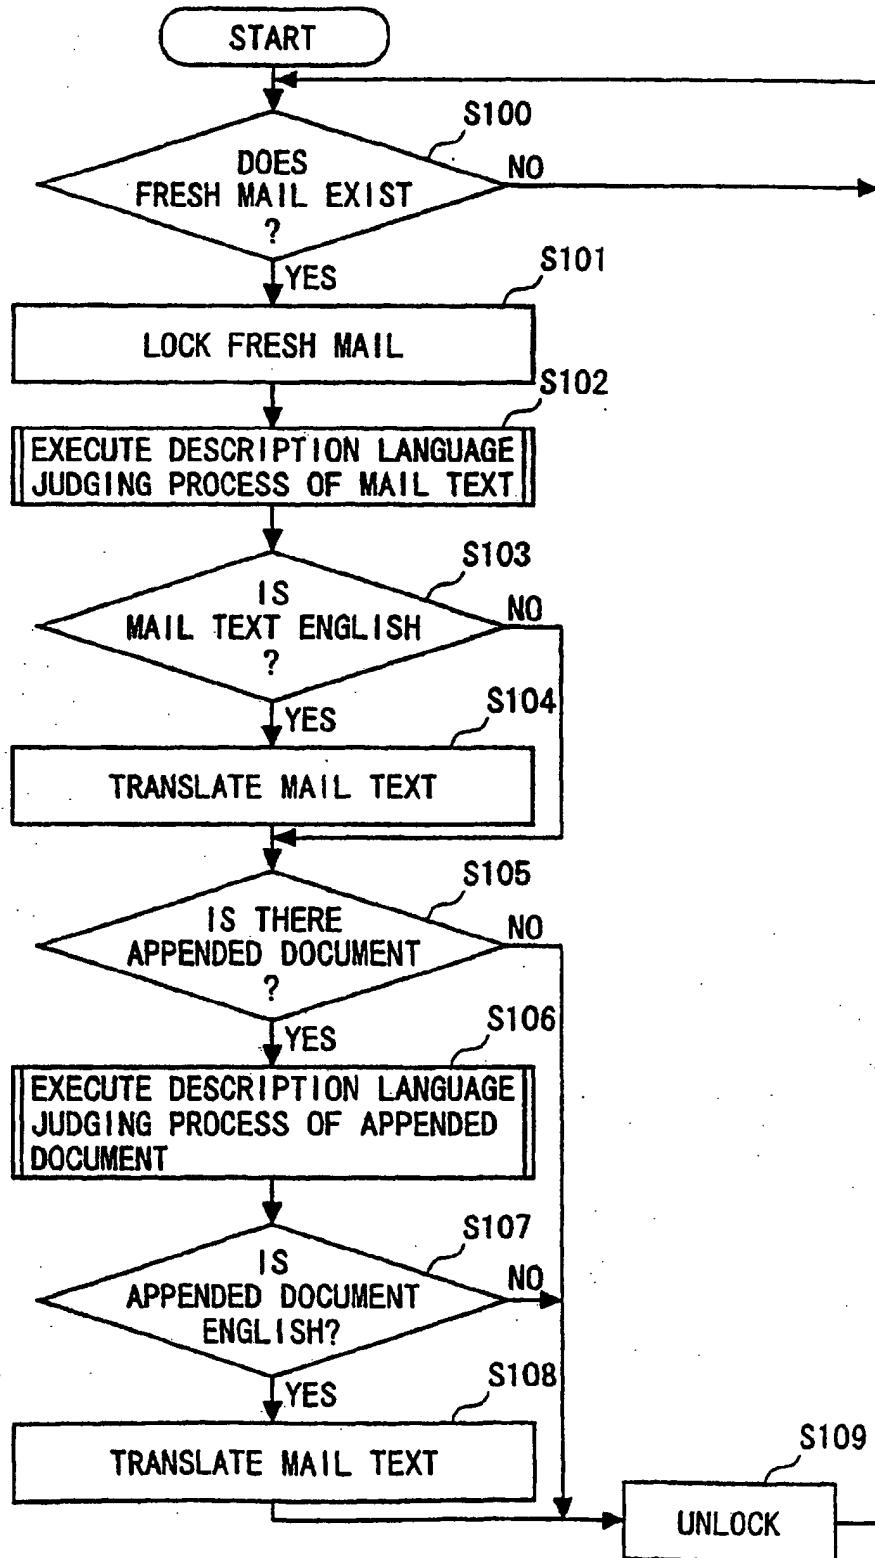 START
S100
DOES
FRESH MAIL EXIST
?
NO
YES
S101
LOCK FRESH MAIL
S102
EXECUTE DESCRIPTION LANGUAGE
JUDGING PROCESS OF MAIL TEXT
S103
IS
MAIL TEXT ENGLISH
?
NO
YES
S104
TRANSLATE MAIL TEXT
S105
IS THERE
APPENDED DOCUMENT
?
NO
YES
S106
EXECUTE DESCRIPTION LANGUAGE
JUDGING PROCESS OF APPENDED
DOCUMENT
S107
IS
APPENDED DOCUMENT
ENGLISH?
NO
YES
S108
TRANSLATE MAIL TEXT
S109
UNLOCK